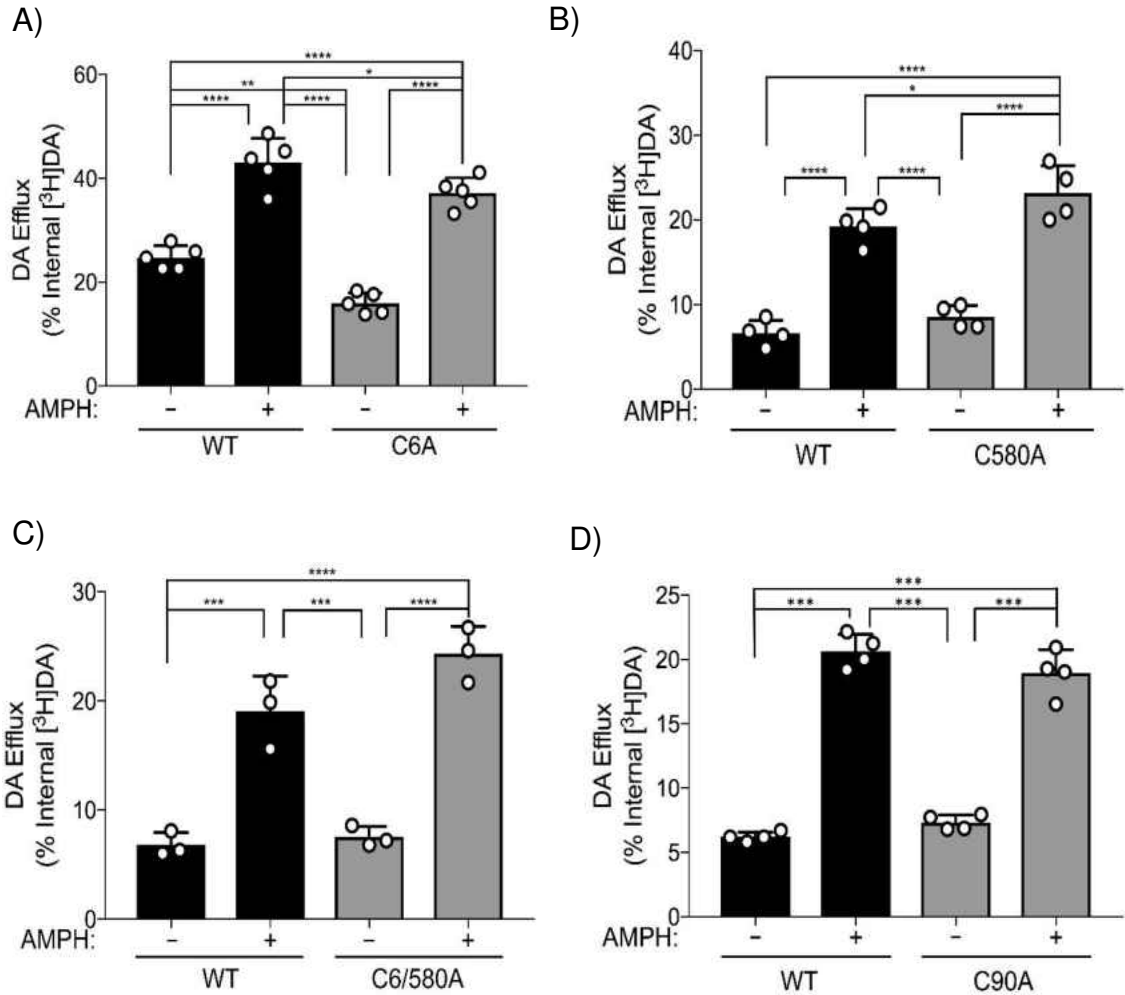 A)
DA Efflux
(% Internal [³H]DA)
60
40
20
0
****
**
*
****
****
****
AMPH:
− + − +
WT C6A
B)
DA Efflux
(% Internal [³H]DA)
40
30
20
10
0
****
*
****
**** ****
AMPH:
− + − +
WT C580A
C)
DA Efflux
(% Internal [³H]DA)
30
20
10
0
****
*** *** ****
AMPH:
− + − +
WT C6/580A
D)
DA Efflux
(% Internal [³H]DA)
25
20
15
10
5
0
***
*** *** ***
AMPH:
− + − +
WT C90A